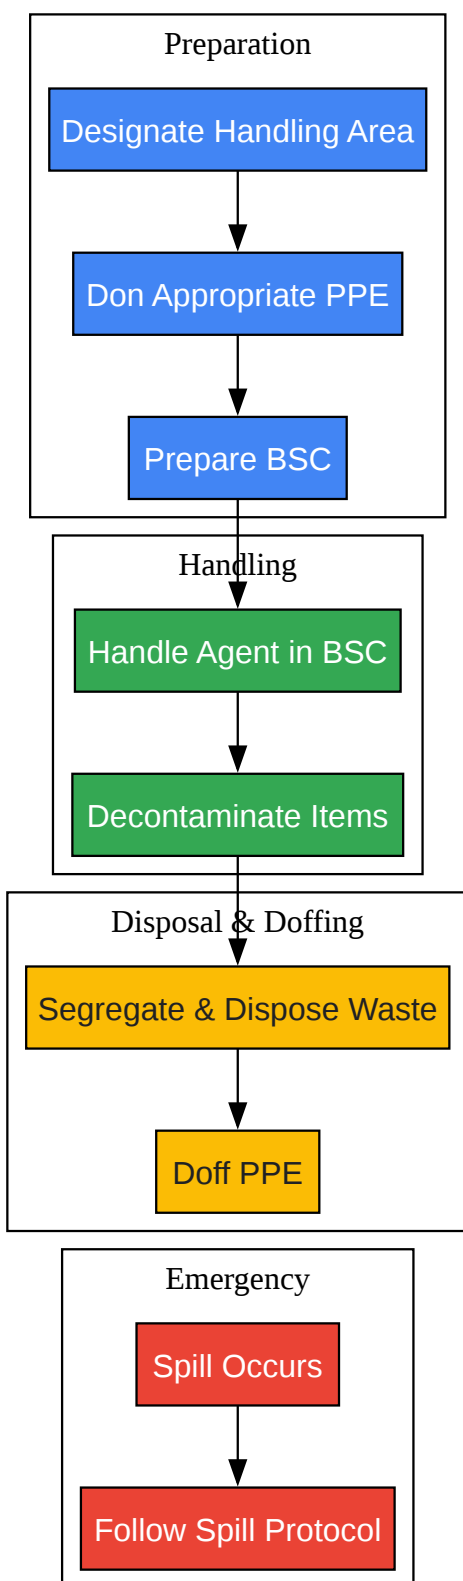 Preparation
Designate Handling Area
Don Appropriate PPE
Prepare BSC
Handling
Handle Agent in BSC
Decontaminate Items
Disposal & Doffing
Segregate & Dispose Waste
Doff PPE
Emergency
Spill Occurs
Follow Spill Protocol